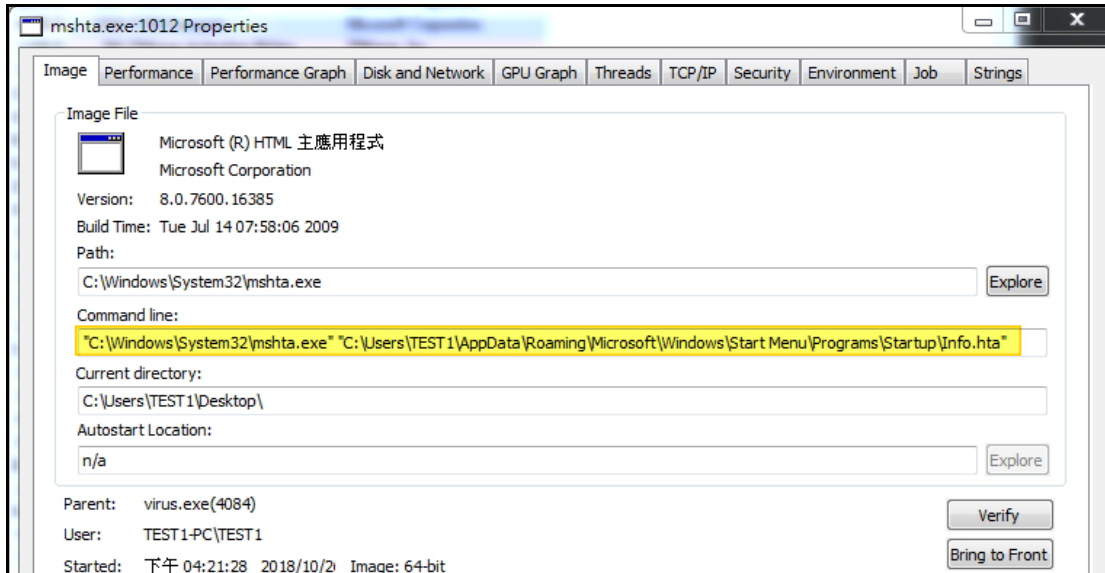 mshta.exe:1012 Properties
Image Performance Performance Graph Disk and Network GPU Graph Threads TCP/IP Security Environment Job Strings
Image File
Microsoft (R) HTML 主應用程式
Microsoft Corporation
Version: 8.0.7600.16385
Build Time: Tue Jul 14 07:58:06 2009
Path:
C:\Windows\System32\mshta.exe Explore
Command line:
"C:\Windows\System32\mshta.exe" "C:\Users\TEST1\AppData\Roaming\Microsoft\Windows\Start Menu\Programs\Startup\Info.hta"
Current directory:
C:\Users\TEST1\Desktop\
Autostart Location:
n/a Explore
Parent: virus.exe(4084) Verify
User: TEST1-PC\TEST1
Started: 下午 04:21:28 Image: 64-bit Bring to Front